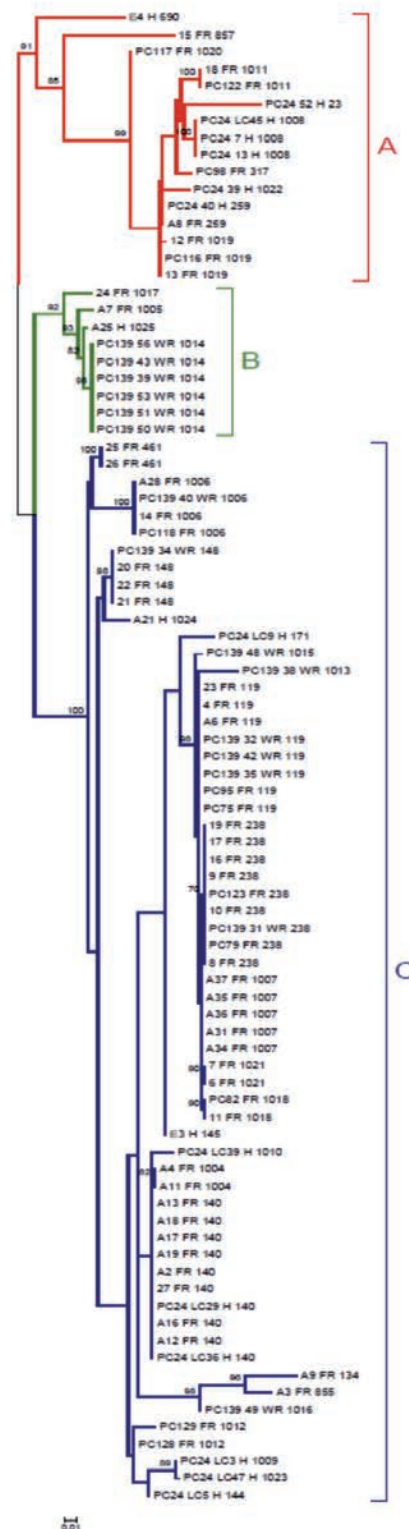 E4 H 690
91
15 FR 857
PC117 FR 1020
85
100
18 FR 1011
PC122 FR 1011
PC24 52 H 23
PC24 LC45 H 1008
99
100
PC24 7 H 1008
PC24 13 H 1008
A
PC98 FR 317
PC24 39 H 1022
PC24 40 H 259
A8 FR 259
12 FR 1019
PC116 FR 1019
13 FR 1019
24 FR 1017
92
A7 FR 1005
93
A25 H 1025
PC139 56 WR 1014
PC139 43 WR 1014
B
PC139 39 WR 1014
PC139 53 WR 1014
PC139 51 WR 1014
PC139 50 WR 1014
100
25 FR 461
26 FR 461
A28 FR 1006
PC139 40 WR 1006
100
14 FR 1006
PC118 FR 1006
PC139 34 WR 148
20 FR 148
22 FR 148
21 FR 148
A21 H 1024
PC24 LC9 H 171
PC139 48 WR 1015
PC139 38 WR 1013
23 FR 119
4 FR 119
100
A6 FR 119
98
PC139 32 WR 119
PC139 42 WR 119
PC139 35 WR 119
PC95 FR 119
PC75 FR 119
19 FR 238
17 FR 238
16 FR 238
9 FR 238
70
PC123 FR 238
10 FR 238
PC139 31 WR 238
PC79 FR 238
8 FR 238
C
A37 FR 1007
A35 FR 1007
A36 FR 1007
A31 FR 1007
A34 FR 1007
90
7 FR 1021
6 FR 1021
90
PC82 FR 1018
11 FR 1018
E3 H 145
PC24 LC39 H 1010
82
A4 FR 1004
A11 FR 1004
A13 FR 140
A18 FR 140
A17 FR 140
A19 FR 140
A2 FR 140
27 FR 140
PC24 LC29 H 140
A16 FR 140
A12 FR 140
PC24 LC36 H 140
96
A9 FR 134
98
A3 FR 855
PC139 49 WR 1016
PC129 FR 1012
PC128 FR 1012
89
PC24 LC3 H 1009
PC24 LC47 H 1023
PC24 LC5 H 144
0.01